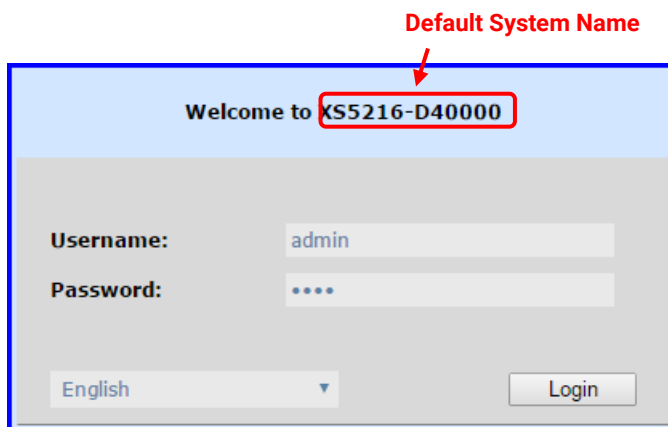 Default System Name
Welcome to XS5216-D40000
Username: admin
Password: ••••
English ▼ Login